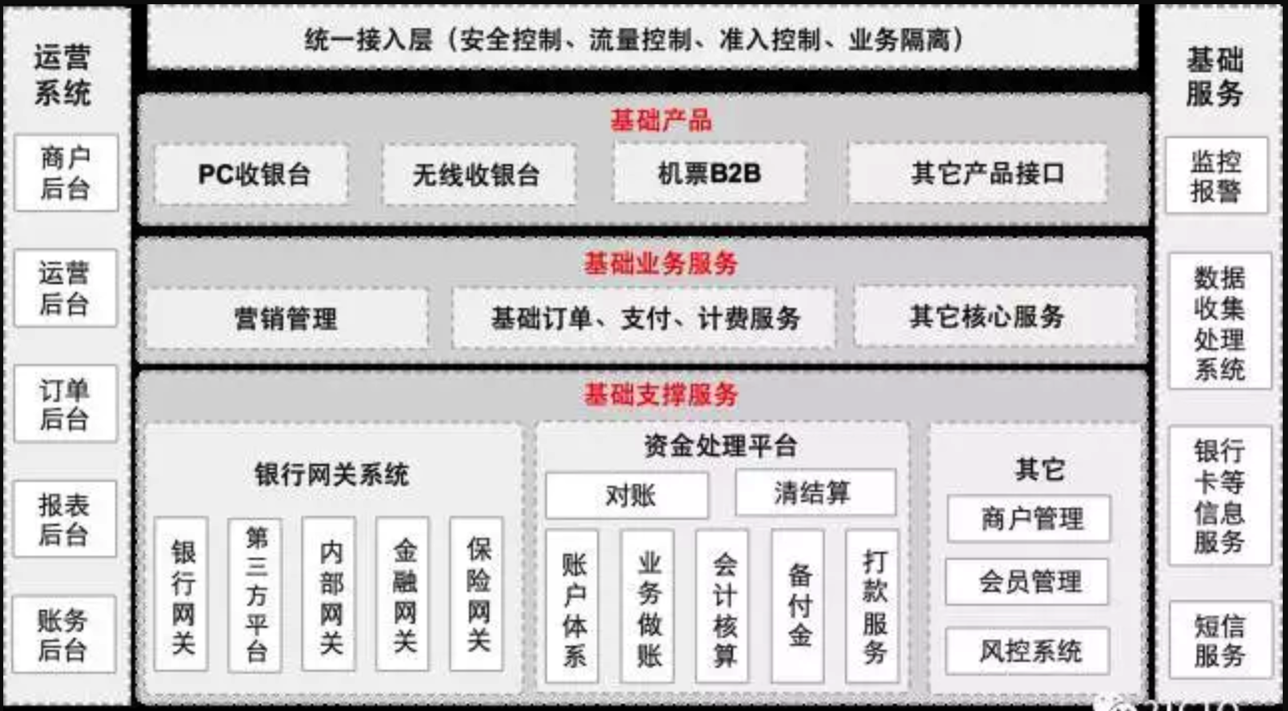 统一接入层（安全控制、流量控制、准入控制、业务隔离）
运营
系统
商户
后台
运营
后台
订单
后台
报表
后台
账务
后台
基础产品
PC收银台
无线收银台
机票B2B
其它产品接口
基础业务服务
营销管理
基础订单、支付、计费服务
其它核心服务
基础支撑服务
银行网关系统
银行网关
第三方平台
内部网关
金融网关
保险网关
资金处理平台
对账
清结算
账户体系
业务做账
会计核算
备付金
打款服务
其它
商户管理
会员管理
风控系统
基础
服务
监控
报警
数据
收集
处理
系统
银行
卡等
信息
服务
短信
服务